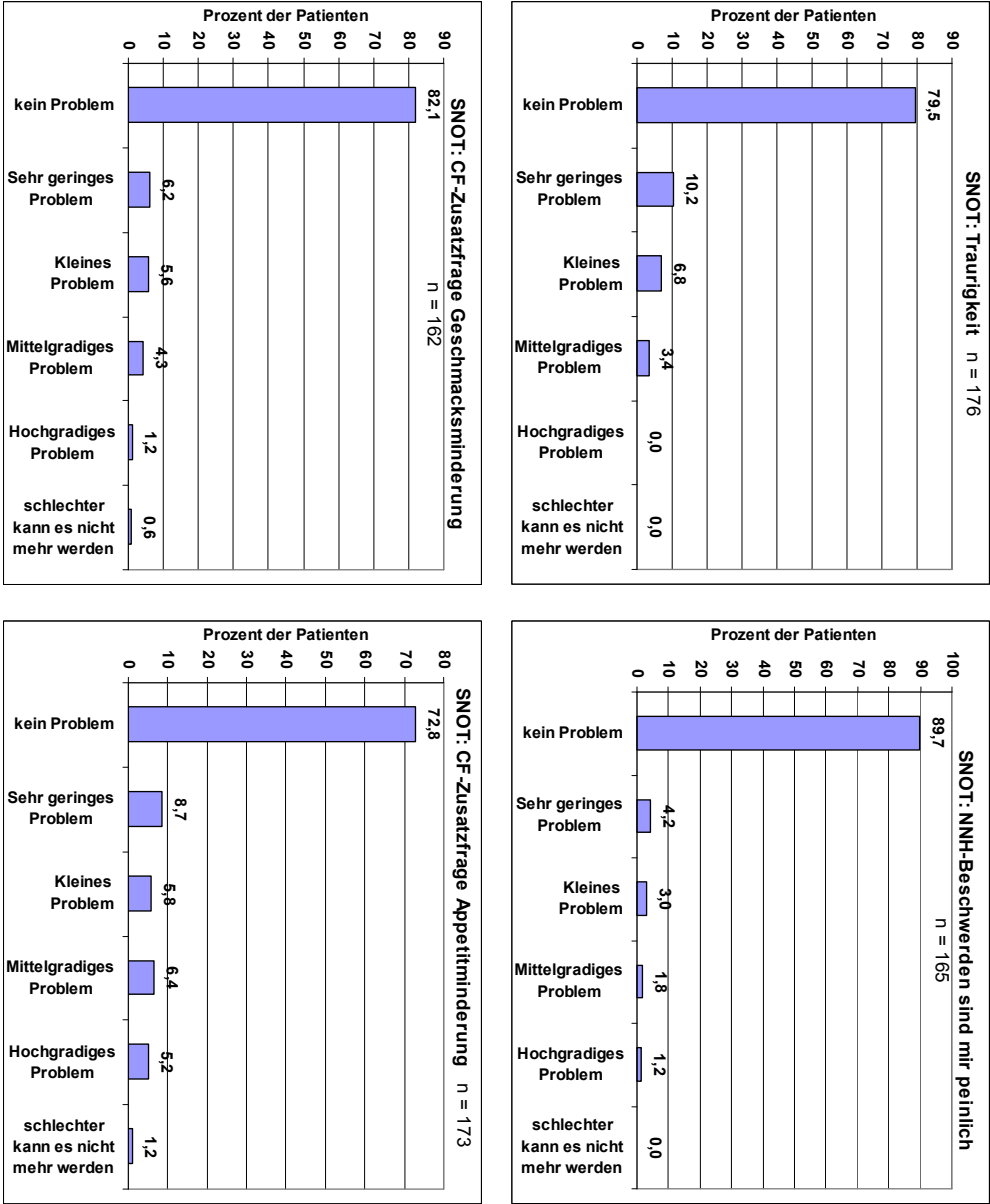 SNOT: Traurigkeit n = 176
Prozent der Patienten
90
80
70
60
50
40
30
20
10
0
79,5
10,2
6,8
3,4
0,0
0,0
kein Problem
Sehr geringes
Problem
Kleines
Problem
Mittelgradiges
Problem
Hochgradiges
Problem
schlechter
kann es nicht
mehr werden
SNOT: NNH-Beschwerden sind mir peinlich
n = 165
Prozent der Patienten
100
90
80
70
60
50
40
30
20
10
0
89,7
4,2
3,0
1,8
1,2
0,0
kein Problem
Sehr geringes
Problem
Kleines
Problem
Mittelgradiges
Problem
Hochgradiges
Problem
schlechter
kann es nicht
mehr werden
SNOT: CF-Zusatzfrage Geschmacksminderung
n = 162
Prozent der Patienten
90
80
70
60
50
40
30
20
10
0
82,1
6,2
5,6
4,3
1,2
0,6
kein Problem
Sehr geringes
Problem
Kleines
Problem
Mittelgradiges
Problem
Hochgradiges
Problem
schlechter
kann es nicht
mehr werden
SNOT: CF-Zusatzfrage Appetitminderung n = 173
Prozent der Patienten
80
70
60
50
40
30
20
10
0
72,8
8,7
5,8
6,4
5,2
1,2
kein Problem
Sehr geringes
Problem
Kleines
Problem
Mittelgradiges
Problem
Hochgradiges
Problem
schlechter
kann es nicht
mehr werden